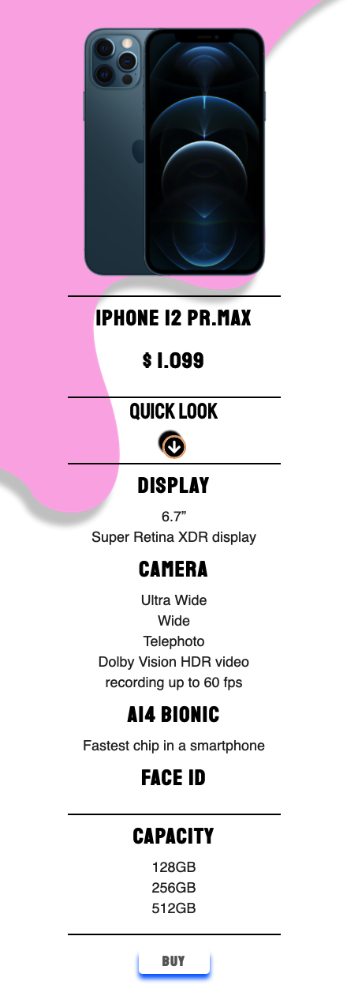 IPHONE 12 PR.MAX
$ 1.099
QUICK LOOK
DISPLAY
6.7”
Super Retina XDR display
CAMERA
Ultra Wide
Wide
Telephoto
Dolby Vision HDR video
recording up to 60 fps
A14 BIONIC
Fastest chip in a smartphone
FACE ID
CAPACITY
128GB
256GB
512GB
BUY